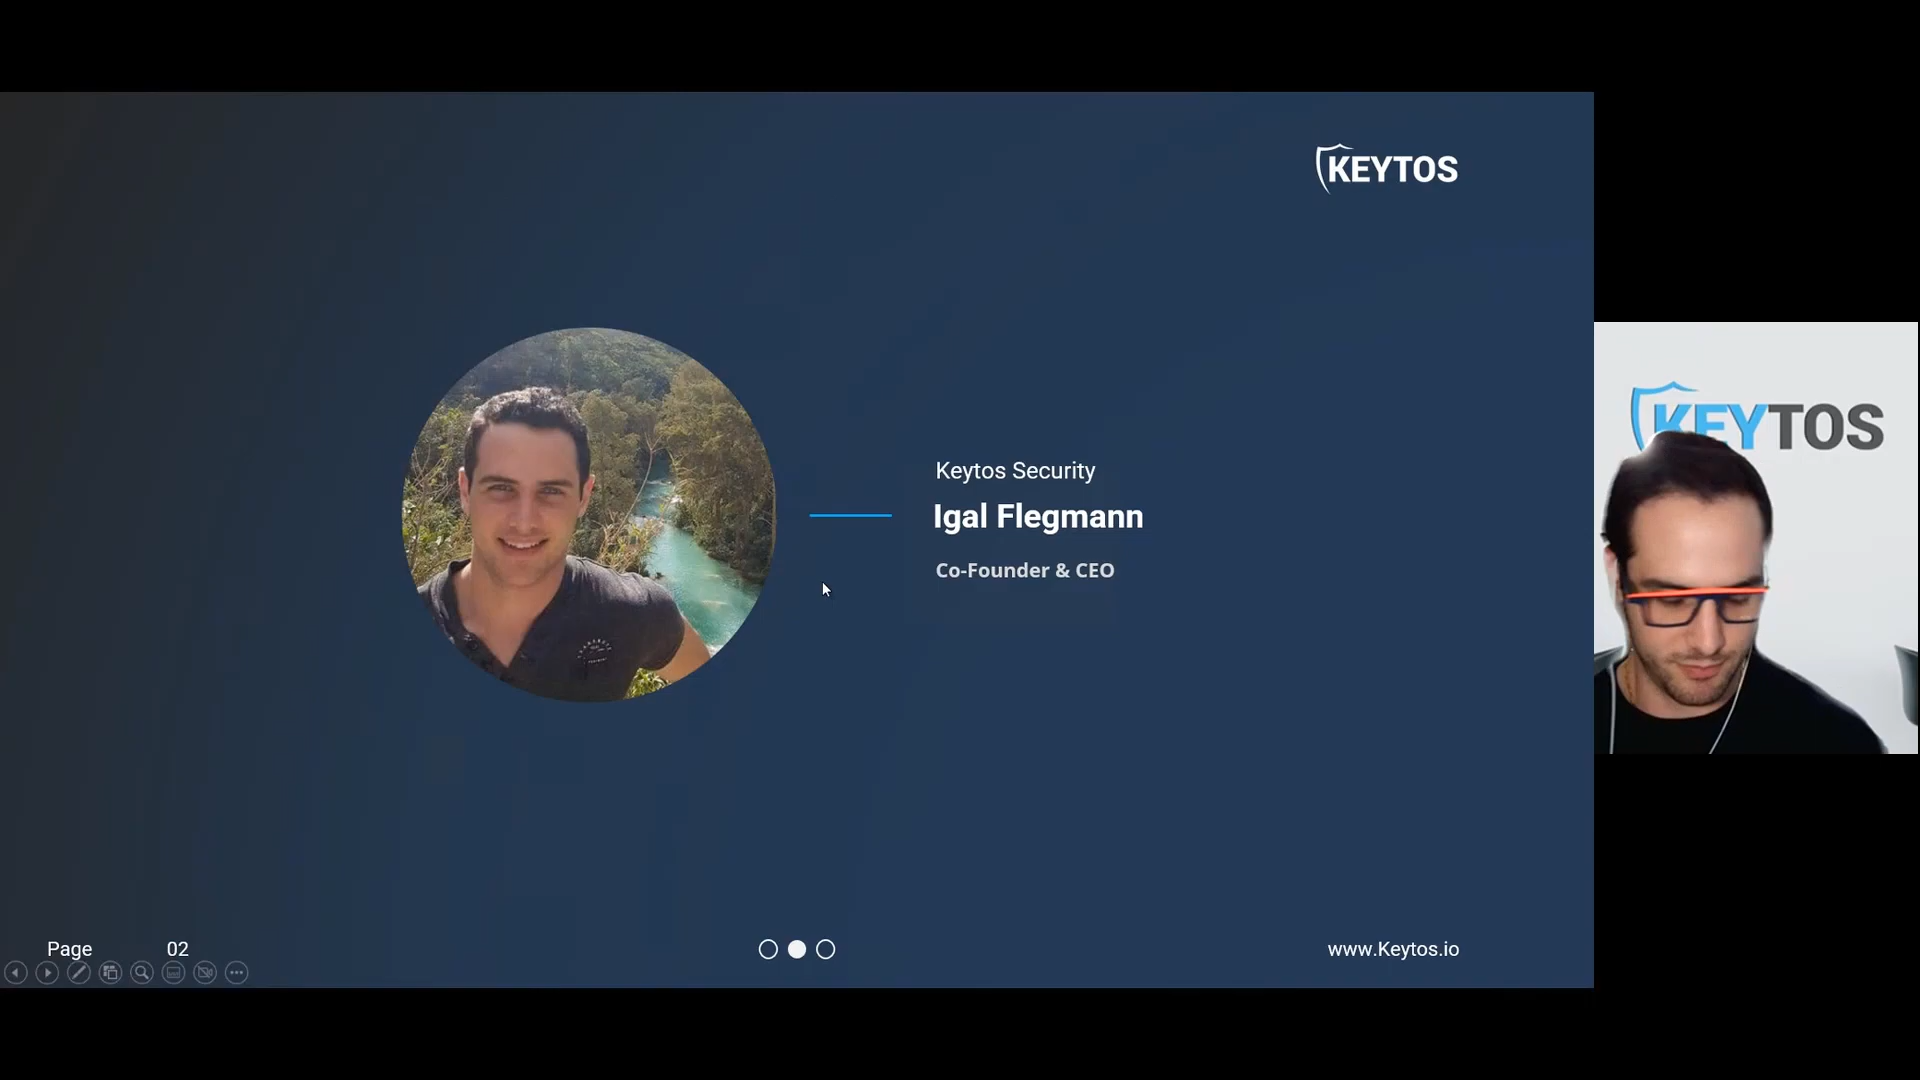 KEYTOS
KEYTOS
Keytos Security
Igal Flegmann
Co-Founder & CEO
Page 02
www.Keytos.io